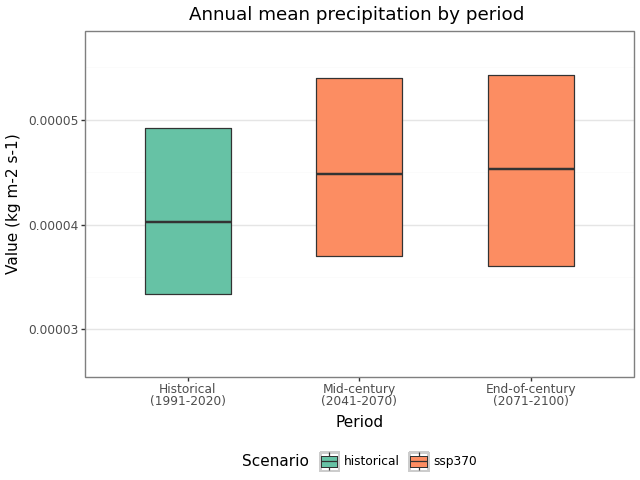 Annual mean precipitation by period
Value (kg m-2 s-1)
0.00005
0.00004
0.00003
Historical
(1991-2020)
Mid-century
(2041-2070)
End-of-century
(2071-2100)
Period
Scenario
historical
ssp370